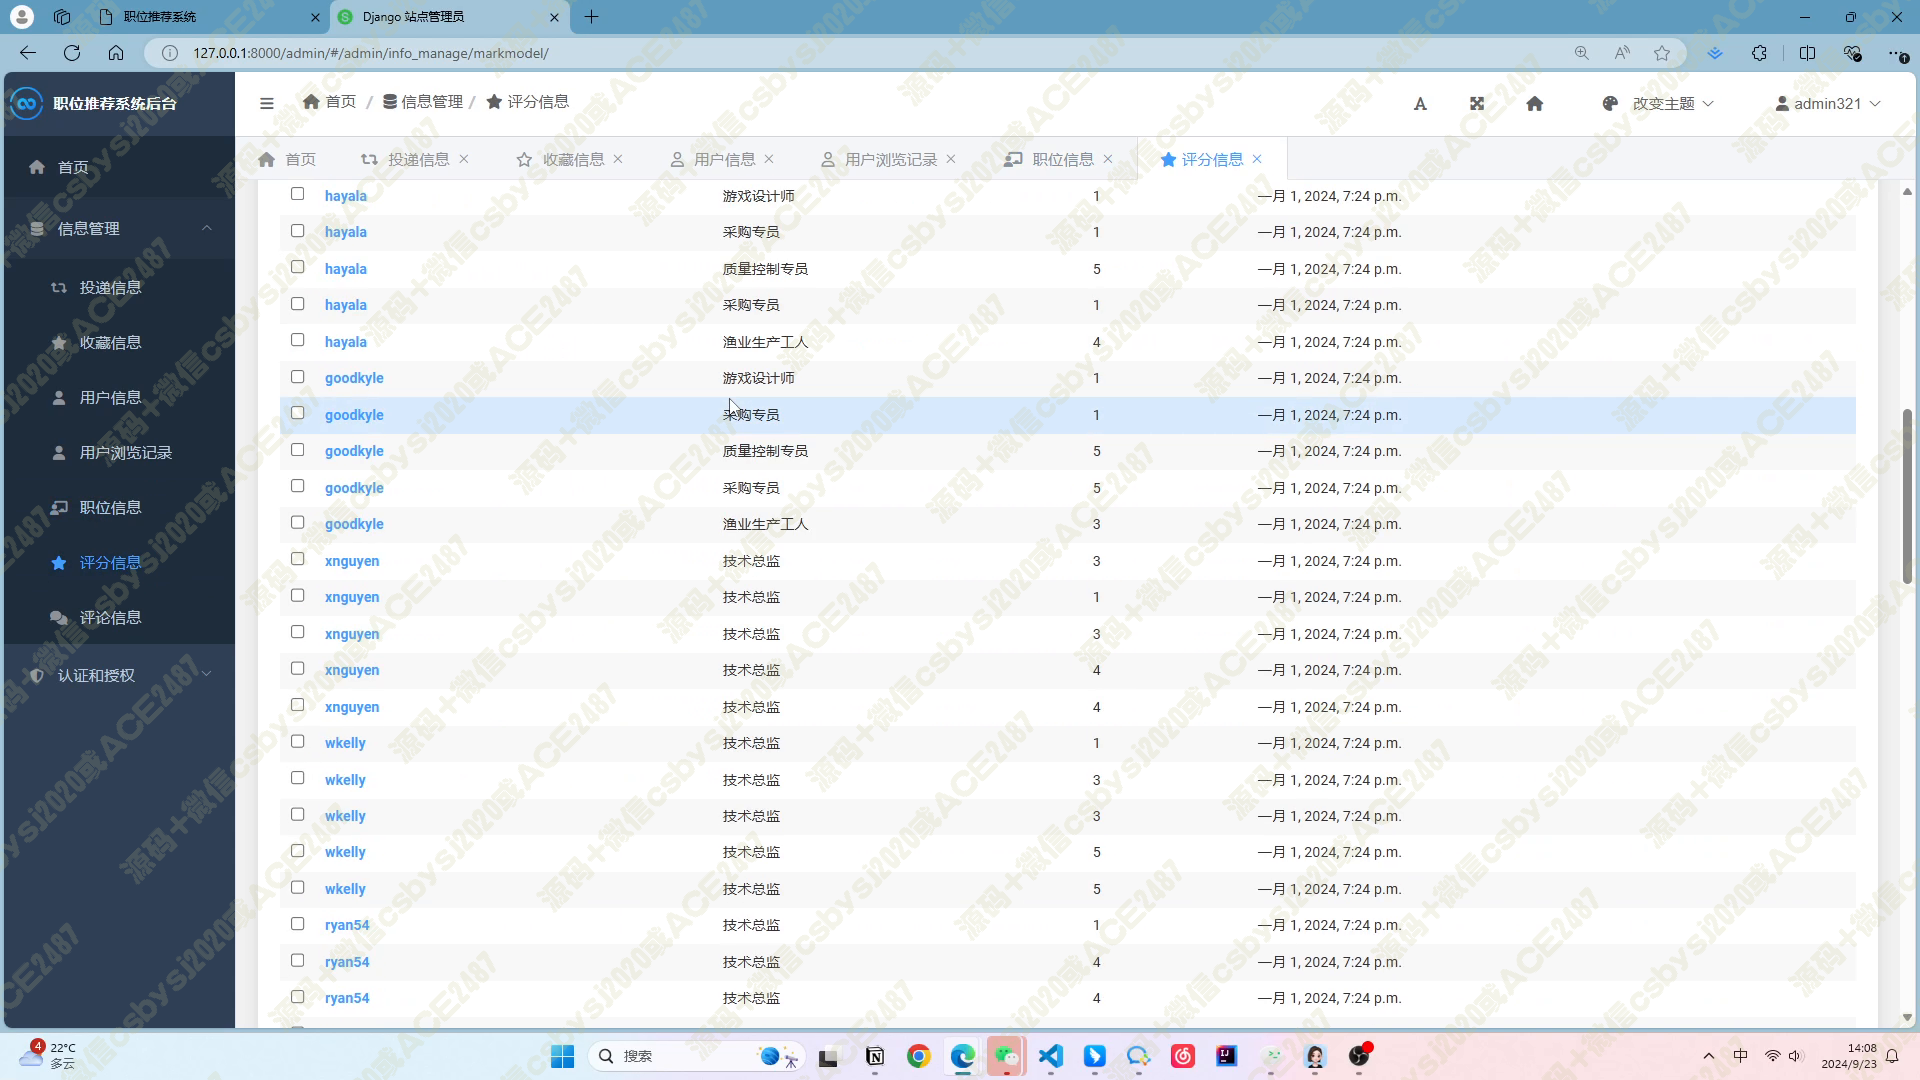 职位推荐系统
Django 站点管理员
127.0.0.1:8000/admin/#/admin/info_manage/markmodel/
职位推荐系统后台
首页 / 信息管理 / 评分信息
改变主题
admin321
首页
投递信息
收藏信息
用户信息
用户浏览记录
职位信息
评分信息
首页
信息管理
投递信息
收藏信息
用户信息
用户浏览记录
职位信息
评分信息
评论信息
认证和授权
hayala 游戏设计师 1 一月 1, 2024, 7:24 p.m.
hayala 采购专员 1 一月 1, 2024, 7:24 p.m.
hayala 质量控制专员 5 一月 1, 2024, 7:24 p.m.
hayala 采购专员 1 一月 1, 2024, 7:24 p.m.
hayala 渔业生产工人 4 一月 1, 2024, 7:24 p.m.
goodkyle 游戏设计师 1 一月 1, 2024, 7:24 p.m.
goodkyle 采购专员 1 一月 1, 2024, 7:24 p.m.
goodkyle 质量控制专员 5 一月 1, 2024, 7:24 p.m.
goodkyle 采购专员 5 一月 1, 2024, 7:24 p.m.
goodkyle 渔业生产工人 3 一月 1, 2024, 7:24 p.m.
xnguyen 技术总监 3 一月 1, 2024, 7:24 p.m.
xnguyen 技术总监 1 一月 1, 2024, 7:24 p.m.
xnguyen 技术总监 3 一月 1, 2024, 7:24 p.m.
xnguyen 技术总监 4 一月 1, 2024, 7:24 p.m.
xnguyen 技术总监 4 一月 1, 2024, 7:24 p.m.
wkelly 技术总监 1 一月 1, 2024, 7:24 p.m.
wkelly 技术总监 3 一月 1, 2024, 7:24 p.m.
wkelly 技术总监 3 一月 1, 2024, 7:24 p.m.
wkelly 技术总监 5 一月 1, 2024, 7:24 p.m.
wkelly 技术总监 5 一月 1, 2024, 7:24 p.m.
ryan54 技术总监 1 一月 1, 2024, 7:24 p.m.
ryan54 技术总监 4 一月 1, 2024, 7:24 p.m.
ryan54 技术总监 4 一月 1, 2024, 7:24 p.m.
源码+微信csbysj2020或ACE2487
4
22°C
多云
搜索
中
14:08
2024/9/23